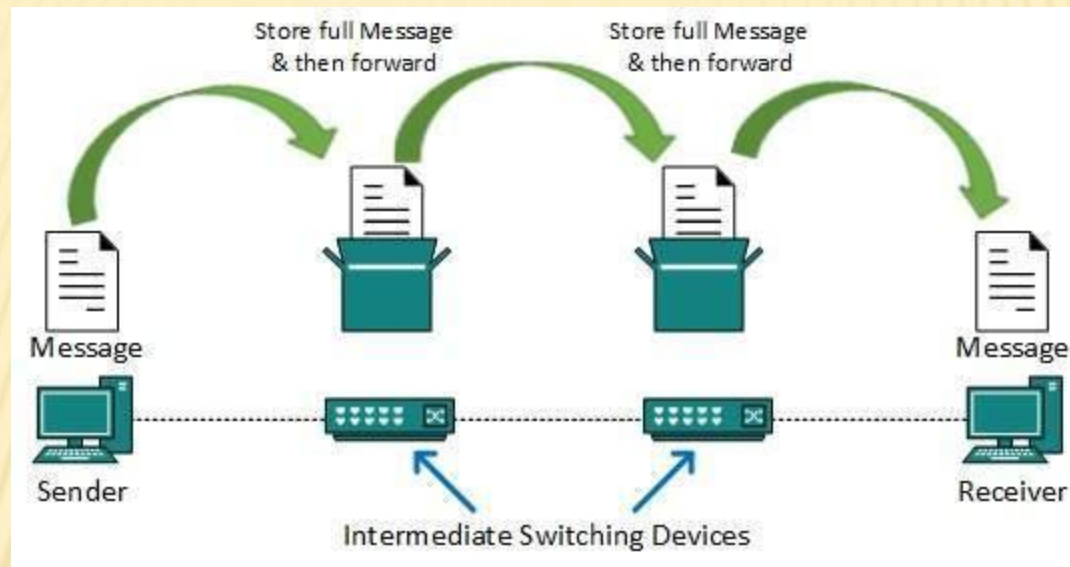 Store full Message
& then forward
Store full Message
& then forward
Message
Message
Sender
Receiver
Intermediate Switching Devices